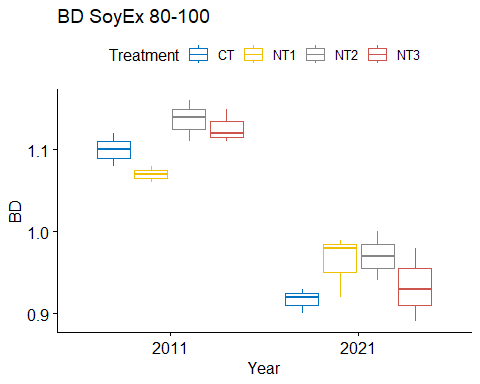 BD SoyEx 80-100
Treatment CT NT1 NT2 NT3
1.1
1.0
0.9
BD
2011 2021
Year